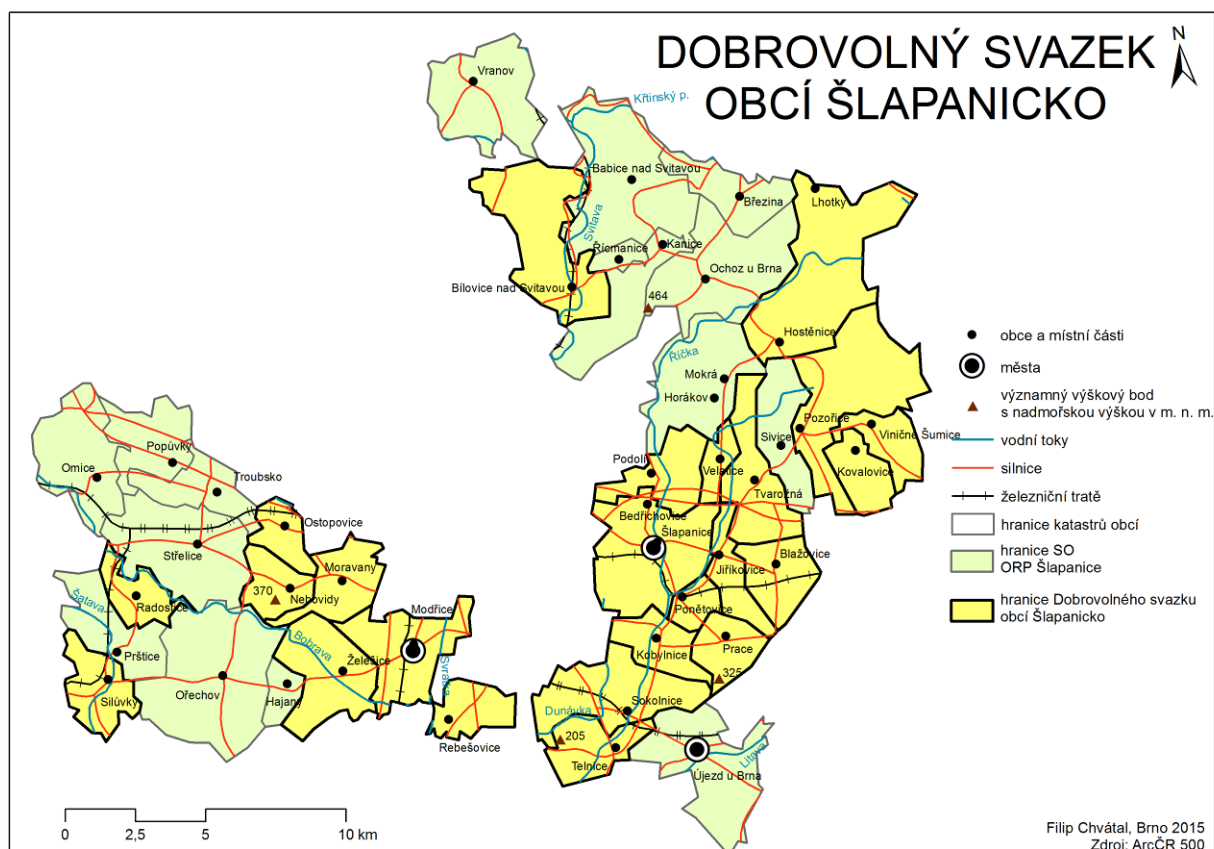 DOBROVOLNÝ SVAZEK
OBCÍ ŠLAPANICKO
N
Vranov
Křtinský p.
Babice nad Svitavou
Březina
Lhotky
Svitava
Kanice
Řícmanice
Ochoz u Brna
Bílovice nad Svitavou
464
Hostěnice
Říčka
Mokrá
Horákov
Pozořice
Sivice
Viničné Šumice
Kovalovice
Podolí
Velatice
Tvarožná
Bedřichovice
Šlapanice
Jiříkovice
Blažovice
Ponětovice
Kobylnice
Prace
325
Sokolnice
Dunávka
205
Telnice
Újezd u Brna
Litava
Popůvky
Omice
Troubsko
Ostopovice
Střelice
Moravany
370
Nebovidy
Šatava
Radostice
Modřice
Bobrava
Prštice
Želešice
Svratka
Ořechov
Hajany
Silůvky
Rebešovice
obce a místní části
města
významný výškový bod
s nadmořskou výškou v m. n. m.
vodní toky
silnice
železniční tratě
hranice katastrů obcí
hranice SO
ORP Šlapanice
hranice Dobrovolného svazku
obcí Šlapanicko
0 2,5 5 10 km
Filip Chvátal, Brno 2015
Zdroj: ArcČR 500